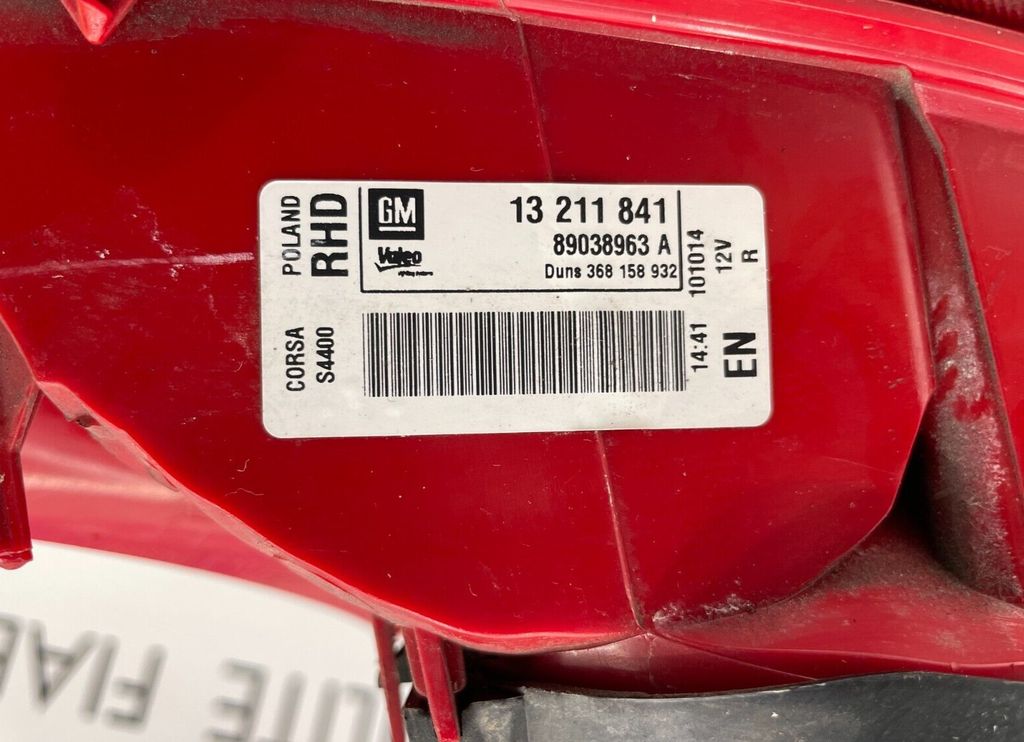 POLAND
RHD
GM
Valeo
13 211 841
89038963 A
Duns 368 158 932
CORSA
S4400
101014
12V
R
14:41
EN